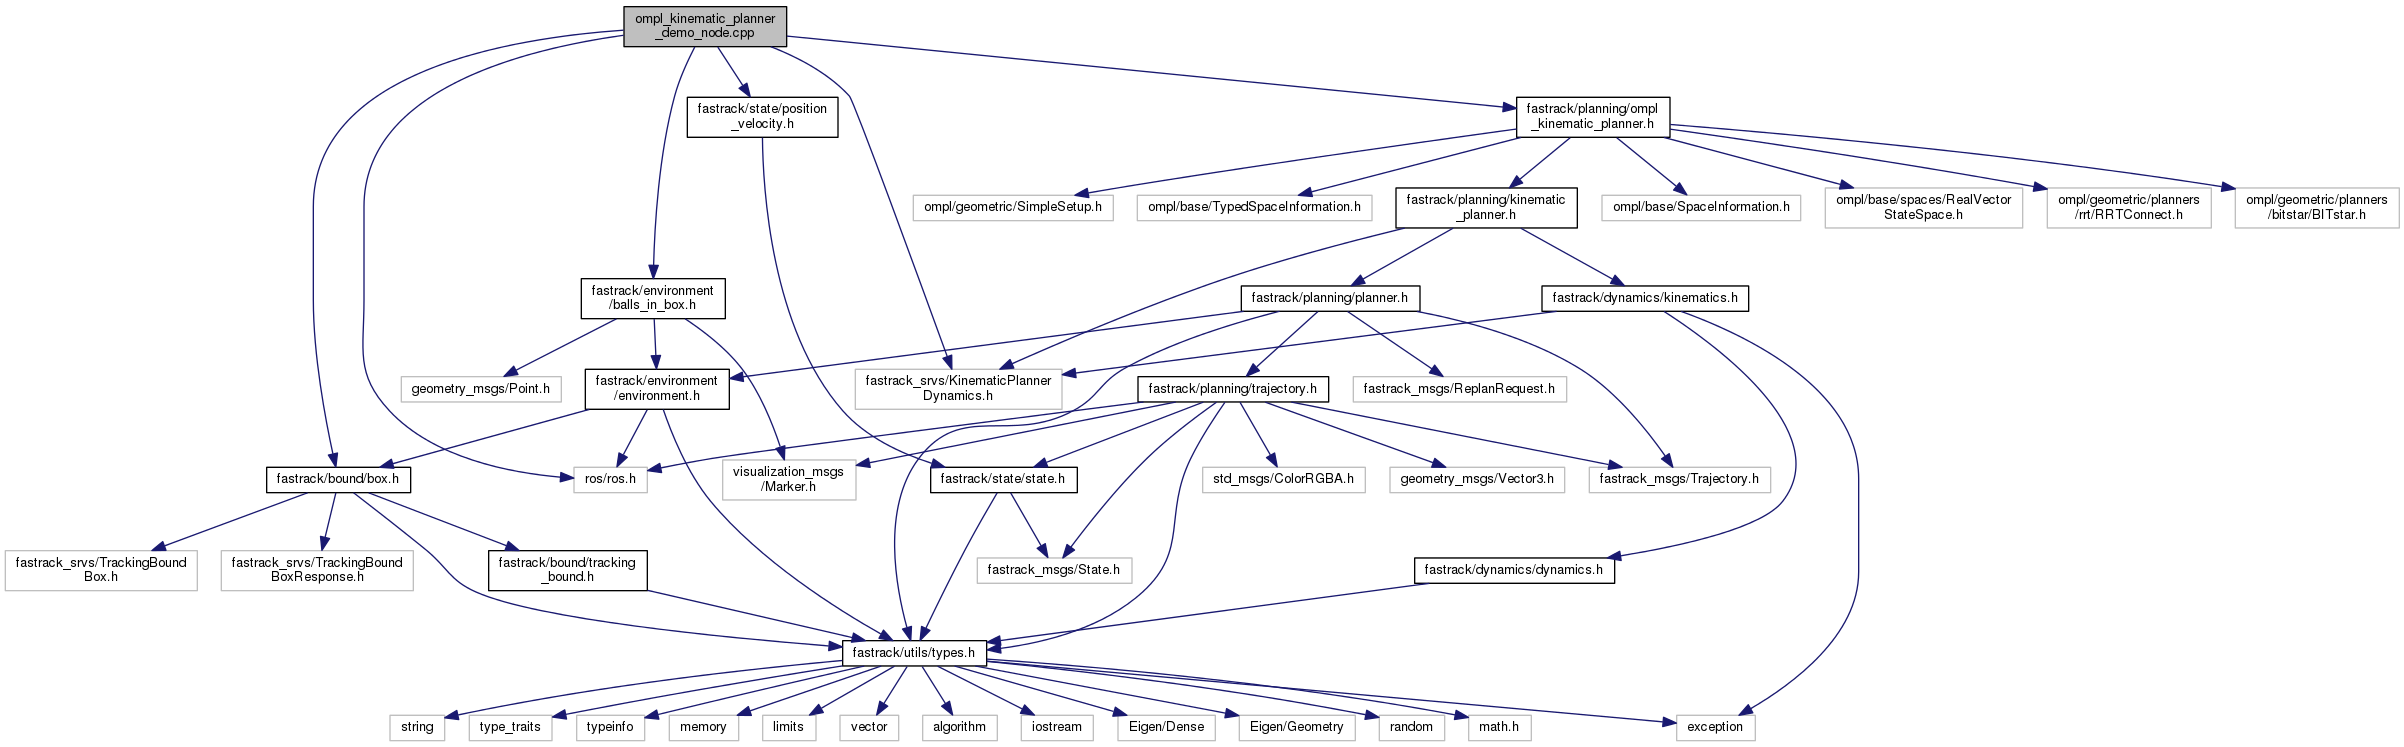 ompl_kinematic_planner
_demo_node.cpp
fastrack/state/position
_velocity.h
fastrack/planning/ompl
_kinematic_planner.h
ompl/geometric/SimpleSetup.h
ompl/base/TypedSpaceInformation.h
fastrack/planning/kinematic
_planner.h
ompl/base/SpaceInformation.h
ompl/base/spaces/RealVector
StateSpace.h
ompl/geometric/planners
/rrt/RRTConnect.h
ompl/geometric/planners
/bitstar/BITstar.h
fastrack/environment
/balls_in_box.h
fastrack/planning/planner.h
fastrack/dynamics/kinematics.h
geometry_msgs/Point.h
fastrack/environment
/environment.h
fastrack_srvs/KinematicPlanner
Dynamics.h
fastrack/planning/trajectory.h
fastrack_msgs/ReplanRequest.h
fastrack/bound/box.h
ros/ros.h
visualization_msgs
/Marker.h
fastrack/state/state.h
std_msgs/ColorRGBA.h
geometry_msgs/Vector3.h
fastrack_msgs/Trajectory.h
fastrack_srvs/TrackingBound
Box.h
fastrack_srvs/TrackingBound
BoxResponse.h
fastrack/bound/tracking
_bound.h
fastrack_msgs/State.h
fastrack/dynamics/dynamics.h
fastrack/utils/types.h
string
type_traits
typeinfo
memory
limits
vector
algorithm
iostream
Eigen/Dense
Eigen/Geometry
random
math.h
exception